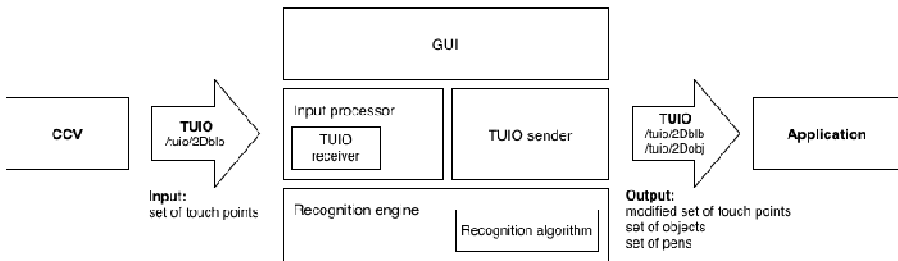 GUI
CCV
TUIO
/tuio/2Dblb
Input:
set of touch points
Input processor
TUIO
receiver
TUIO sender
Recognition engine
Recognition algorithm
TUIO
/tuio/2Dblb
/tuio/2Dobj
Output:
modified set of touch points
set of objects
set of pens
Application